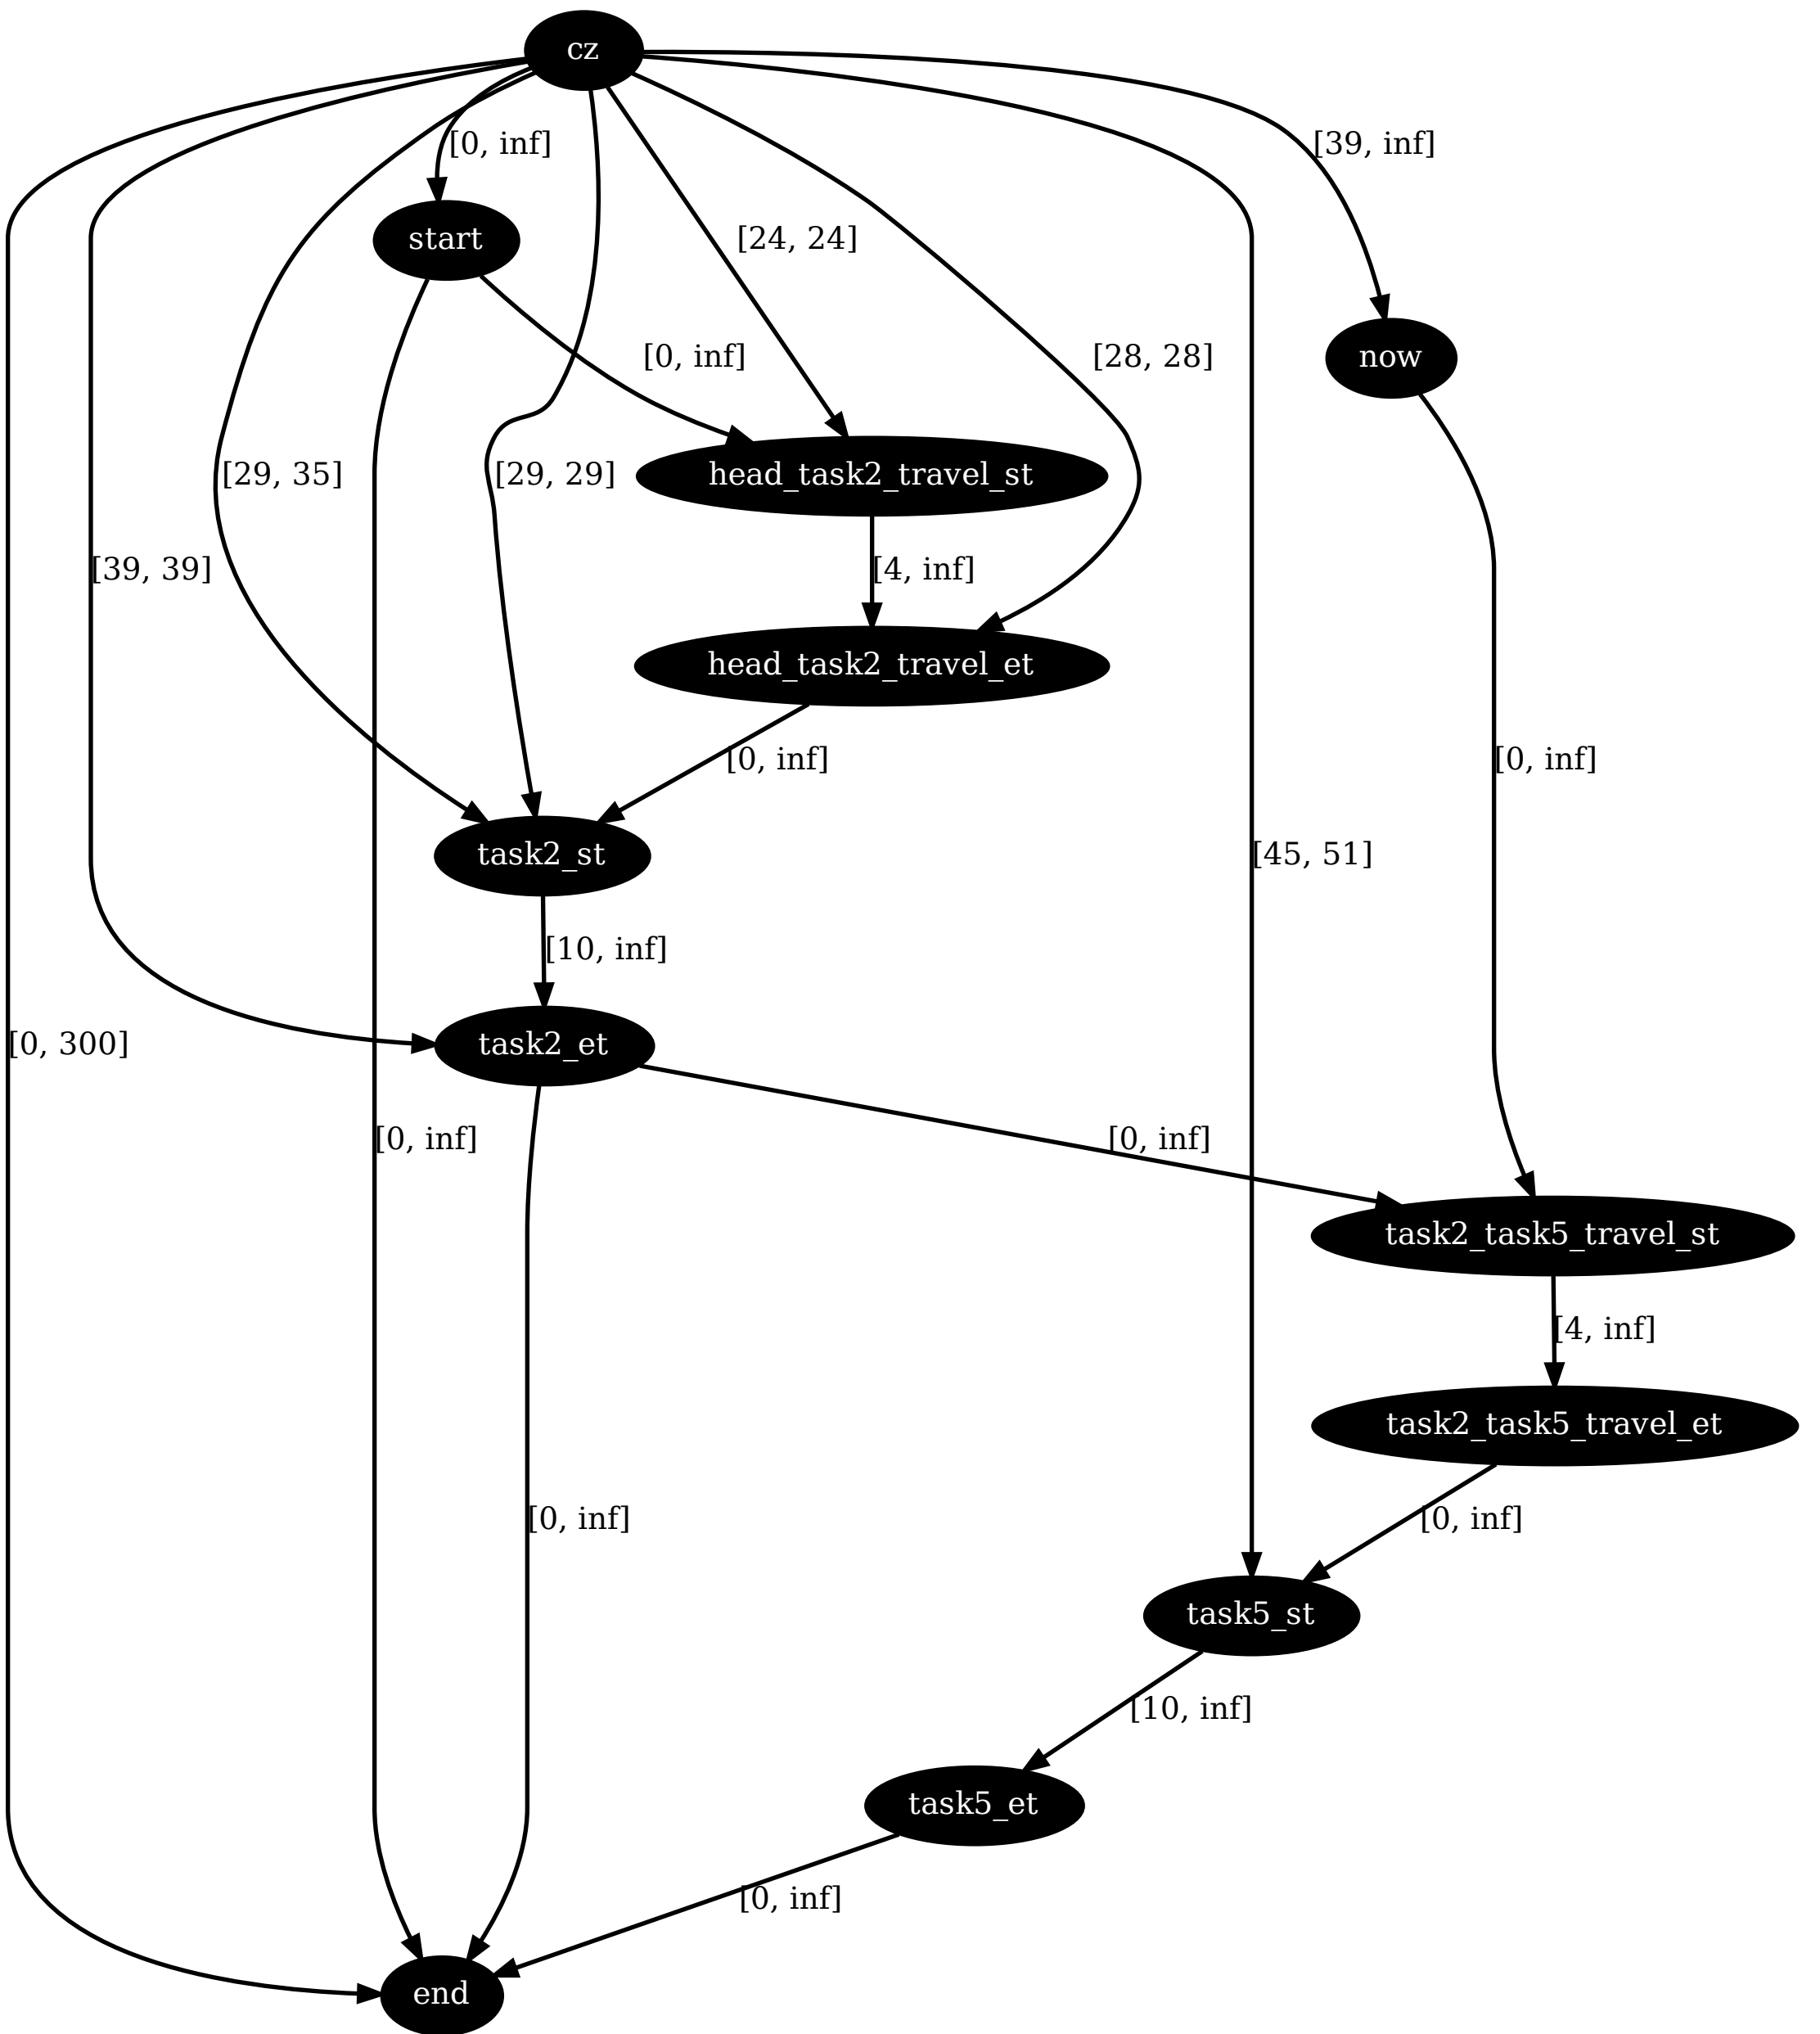 cz
[0, inf]
[39, inf]
start
[24, 24]
[0, inf]
[28, 28]
now
[29, 35]
[29, 29]
head_task2_travel_st
[39, 39]
[4, inf]
head_task2_travel_et
[0, inf]
[0, inf]
task2_st
[45, 51]
[10, inf]
[0, 300]
task2_et
[0, inf]
[0, inf]
task2_task5_travel_st
[4, inf]
task2_task5_travel_et
[0, inf]
[0, inf]
task5_st
[10, inf]
task5_et
[0, inf]
end